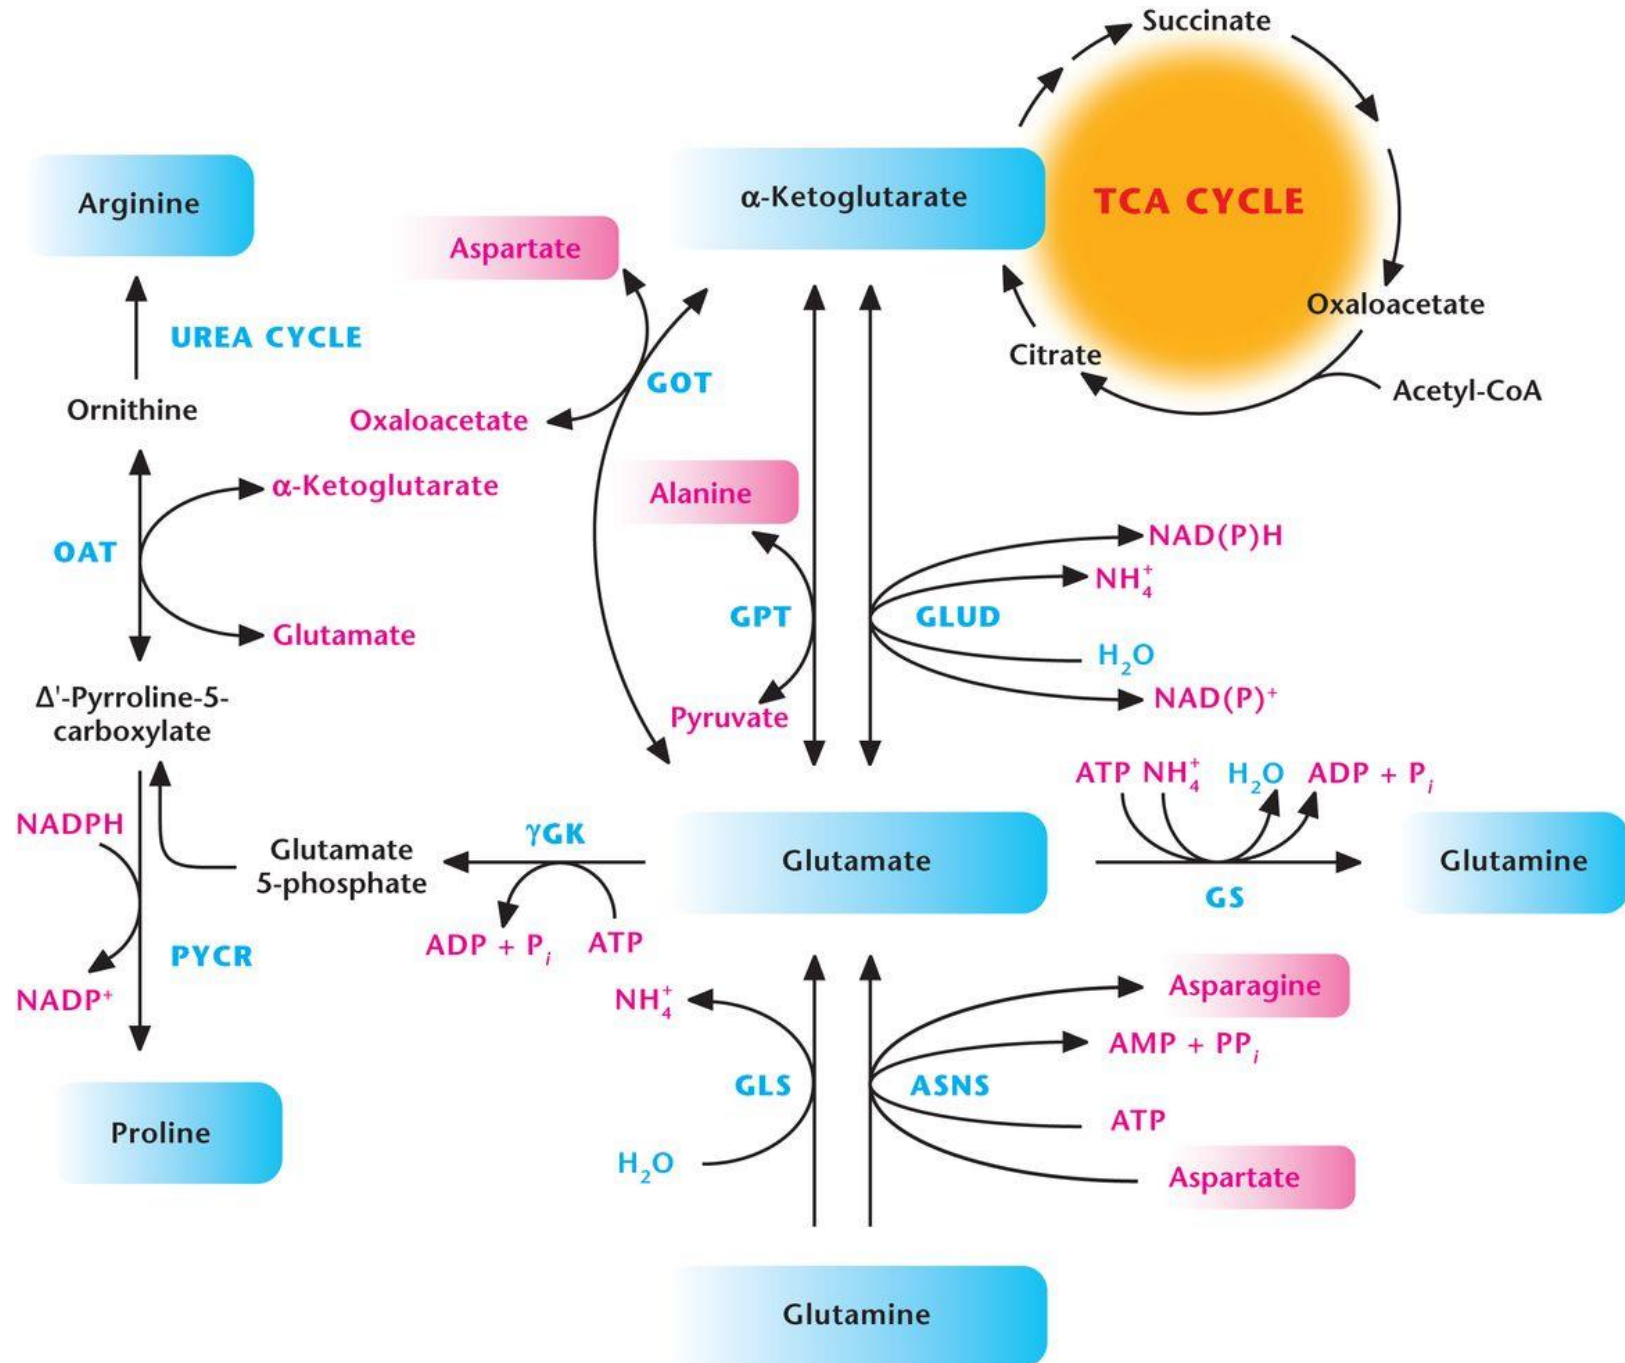 Succinate
Arginine
α-Ketoglutarate
TCA CYCLE
Aspartate
Oxaloacetate
UREA CYCLE
Citrate
GOT
Acetyl-CoA
Ornithine
Oxaloacetate
α-Ketoglutarate
Alanine
NAD(P)H
OAT
NH₄⁺
GPT
GLUD
Glutamate
H₂O
Δ'-Pyrroline-5-
carboxylate
NAD(P)⁺
Pyruvate
ATP NH₄⁺ H₂O ADP + Pᵢ
NADPH
γGK
Glutamate
5-phosphate
Glutamate
Glutamine
GS
ADP + Pᵢ
ATP
PYCR
NADP⁺
NH₄⁺
Asparagine
AMP + PPᵢ
GLS
ASNS
ATP
Proline
H₂O
Aspartate
Glutamine